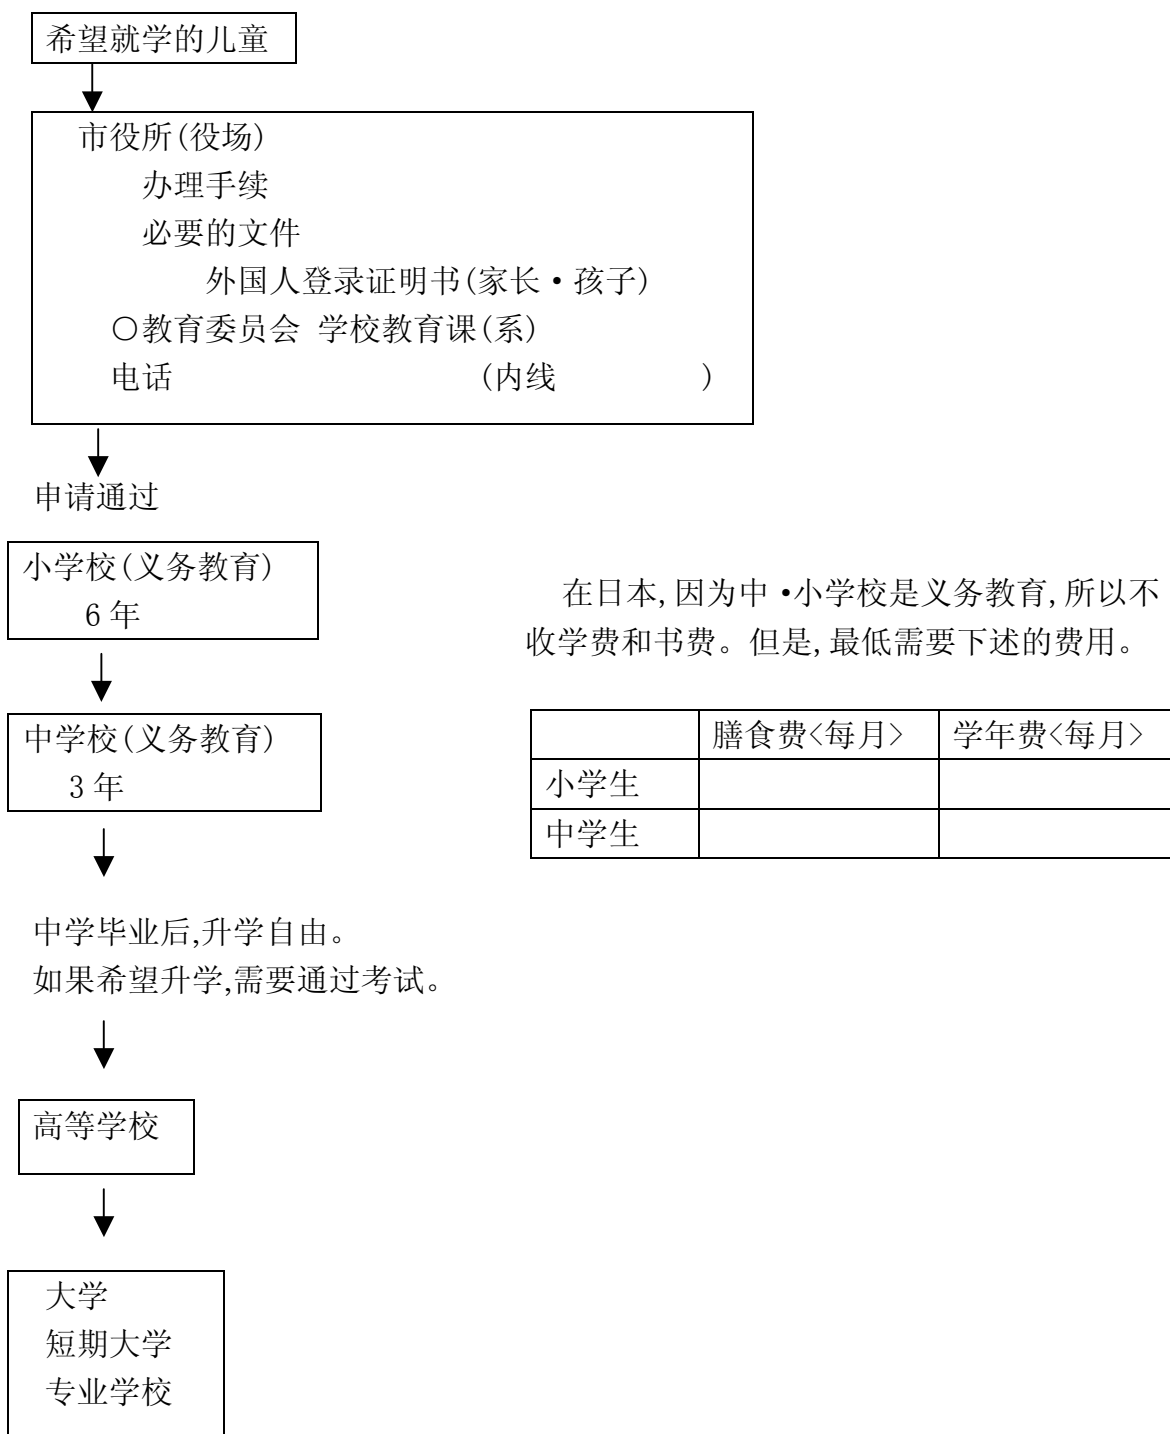 希望就学的儿童
市役所(役场)
办理手续
必要的文件
外国人登录证明书(家长·孩子)
○教育委员会 学校教育课(系)
电话 (内线 )
申请通过
小学校(义务教育)
6年
中学校(义务教育)
3年
在日本,因为中·小学校是义务教育,所以不
收学费和书费。但是,最低需要下述的费用。
膳食费<每月> 学年费<每月>
小学生
中学生
中学毕业后,升学自由。
如果希望升学,需要通过考试。
高等学校
大学
短期大学
专业学校